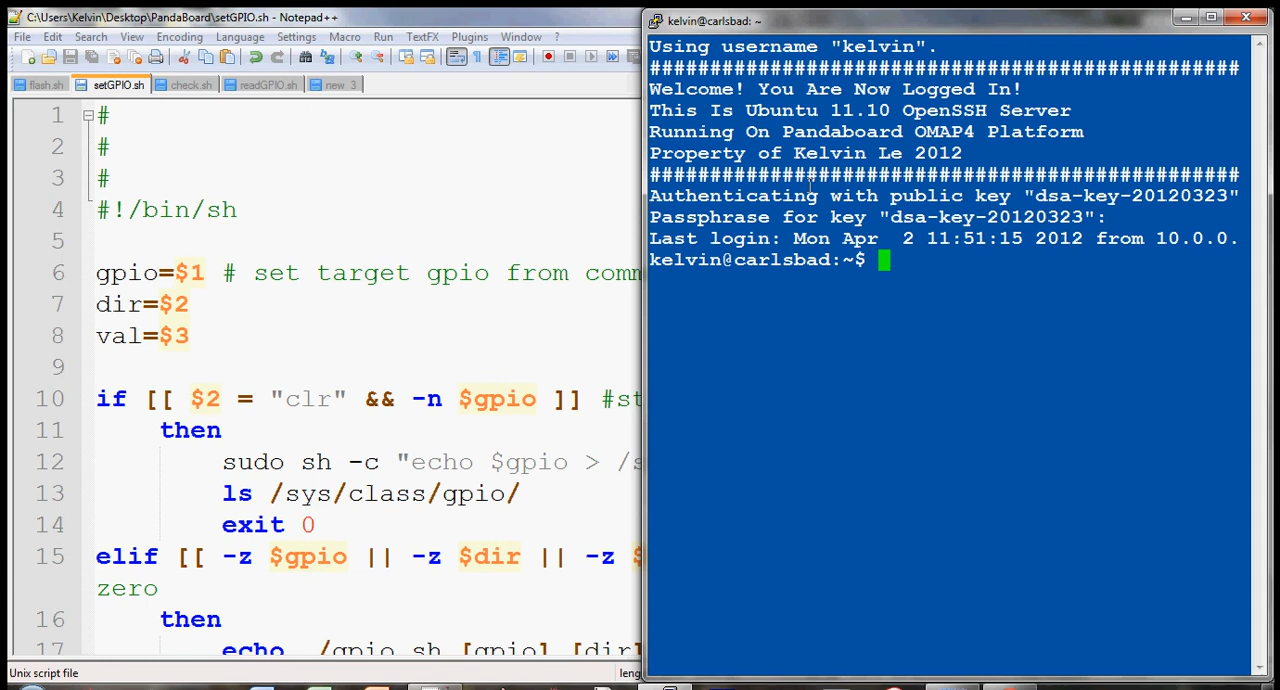 C:\Users\Kelvin\Desktop\PandaBoard\setGPIO.sh - Notepad++
File Edit Search View Encoding Language Settings Macro Run TextFX Plugins Window ?
flash.sh setGPIO.sh check.sh readGPIO.sh new 3
1 #
2 #
3 #
4 #!/bin/sh
5
6 gpio=$1 # set target gpio from comm
7 dir=$2
8 val=$3
9
10 if [[ $2 = "clr" && -n $gpio ]] #st
11 then
12 sudo sh -c "echo $gpio > /s
13 ls /sys/class/gpio/
14 exit 0
15 elif [[ -z $gpio || -z $dir || -z $
zero
16 then
17 echo ./gpio.sh [gpio] [dir]
Unix script file
leng
kelvin@carlsbad: ~
Using username "kelvin".
#################################################
Welcome! You Are Now Logged In!
This Is Ubuntu 11.10 OpenSSH Server
Running On Pandaboard OMAP4 Platform
Property of Kelvin Le 2012
#################################################
Authenticating with public key "dsa-key-20120323"
Passphrase for key "dsa-key-20120323":
Last login: Mon Apr  2 11:51:15 2012 from 10.0.0.
kelvin@carlsbad:~$